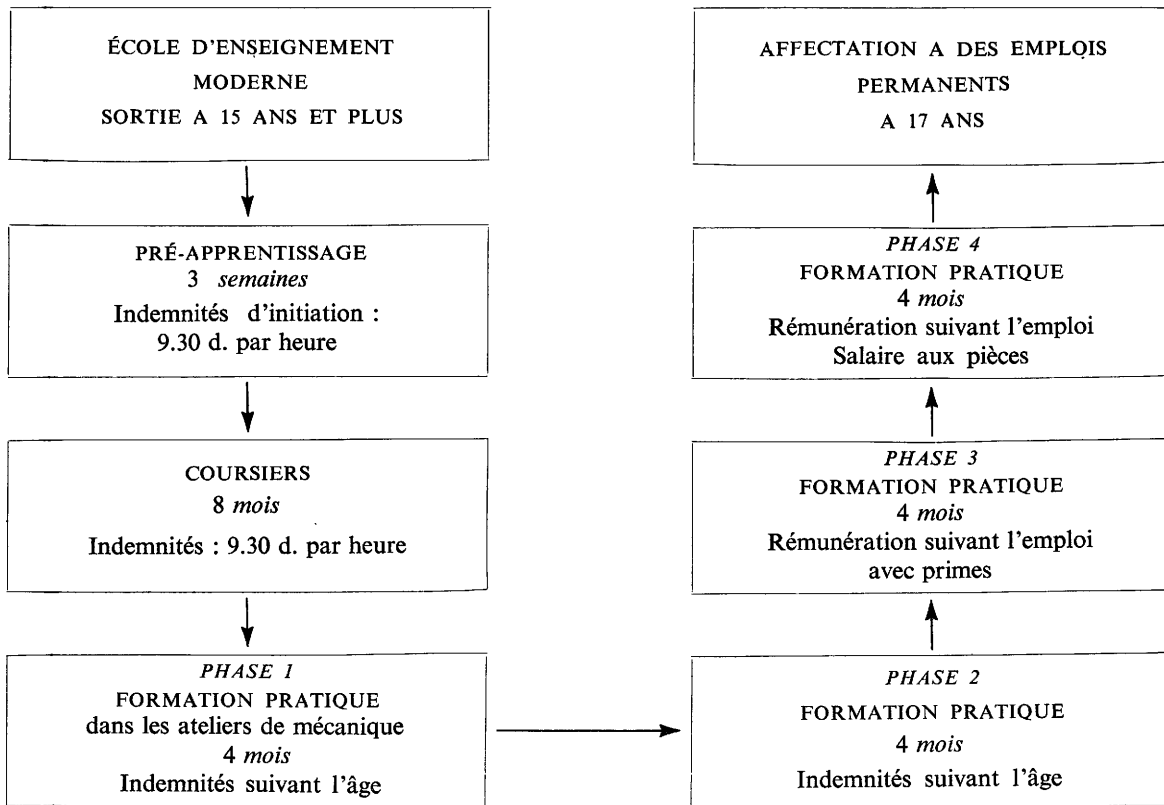 ÉCOLE D'ENSEIGNEMENT
MODERNE
SORTIE A 15 ANS ET PLUS
PRÉ-APPRENTISSAGE
3 semaines
Indemnités d'initiation :
9.30 d. par heure
COURSIERS
8 mois
Indemnités : 9.30 d. par heure
PHASE 1
FORMATION PRATIQUE
dans les ateliers de mécanique
4 mois
Indemnités suivant l'âge
PHASE 2
FORMATION PRATIQUE
4 mois
Indemnités suivant l'âge
PHASE 3
FORMATION PRATIQUE
4 mois
Rémunération suivant l'emploi
avec primes
PHASE 4
FORMATION PRATIQUE
4 mois
Rémunération suivant l'emploi
Salaire aux pièces
AFFECTATION A DES EMPLOIS
PERMANENTS
A 17 ANS